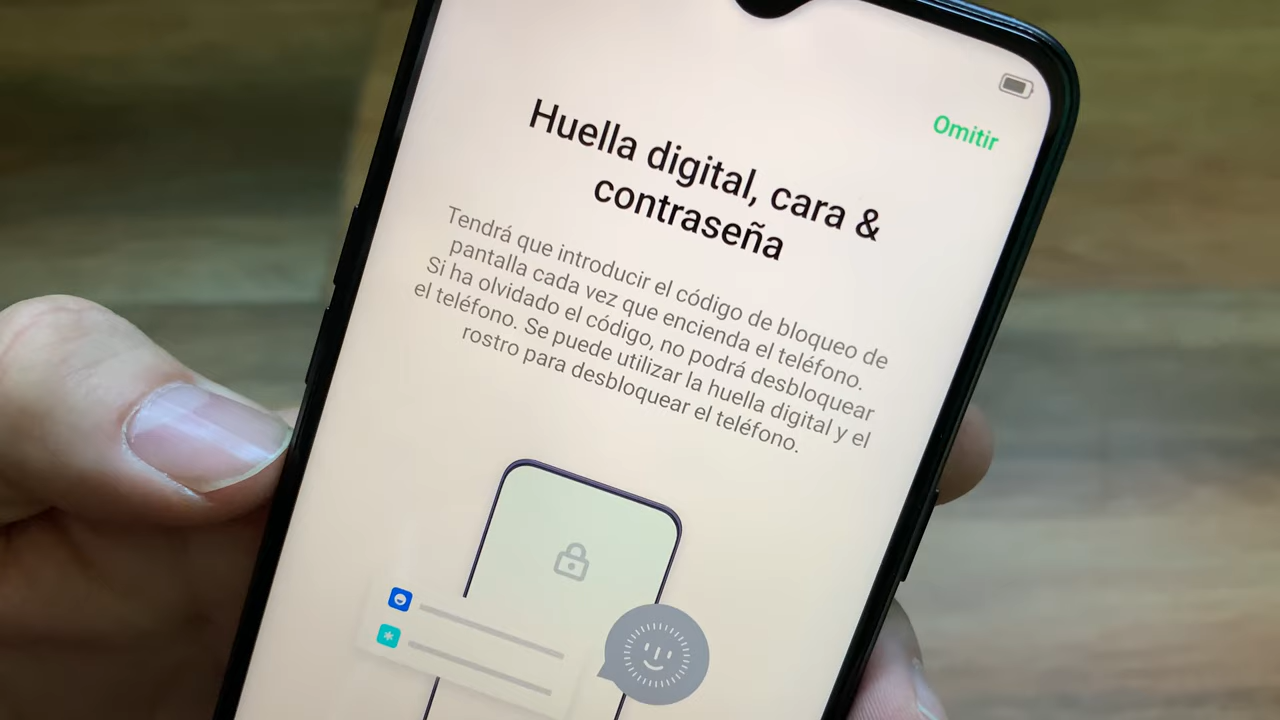 Omitir
Huella digital, cara &
contraseña
Tendrá que introducir el código de bloqueo de
pantalla cada vez que encienda el teléfono.
Si ha olvidado el código, no podrá desbloquear
el teléfono. Se puede utilizar la huella digital y el
rostro para desbloquear el teléfono.